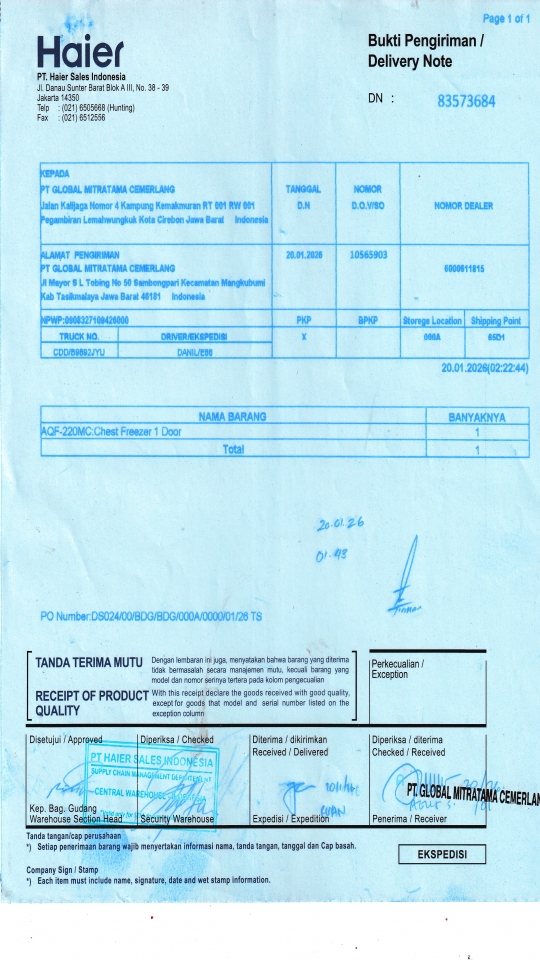 Page 1 of 1
Haier
Bukti Pengiriman /
Delivery Note
PT. Haier Sales Indonesia
Jl. Danau Sunter Barat Blok A III, No. 38 - 39
Jakarta 14350
Telp : (021) 6505668 (Hunting)
Fax : (021) 6512556
DN : 83573684
KEPADA
PT GLOBAL MITRATAMA CEMERLANG
Jalan Kalijaga Nomor 4 Kampung Kemakmuran RT 001 RW 001
Pegambiran Lemahwungkuk Kota Cirebon Jawa Barat Indonesia
TANGGAL D.N
NOMOR D.O.V/SO
NOMOR DEALER
ALAMAT PENGIRIMAN
PT GLOBAL MITRATAMA CEMERLANG
Jl Mayor S L Tobing No 50 Sambongpari Kecamatan Mangkubumi
Kab Tasikmalaya Jawa Barat 46181 Indonesia
20.01.2026
10565903
PKP BPKP Storege Location Shipping Point
TRUCK NO. DRIVER/EKSPEDISI X 000A
20.01.2026(02:22:44)
NAMA BARANG BANYAKNYA
AQF-220MC:Chest Freezer 1 Door 1
Total 1
20.01.26
01.43
PO Number:DS024/00/BDG/BDG/000A/0000/01/26 TS
TANDA TERIMA MUTU
Dengan lembaran ini juga, menyatakan bahwa barang yang diterima
tidak bermasalah secara manajemen mutu, kecuali barang yang
model dan nomor serinya tertera pada kolom pengecualian
RECEIPT OF PRODUCT QUALITY
With this receipt declare the goods received with good quality,
except for goods that model and serial number listed on the
exception column
Perkecualian /
Exception
Disetujui / Approved
Diperiksa / Checked
Diterima / dikirimkan
Received / Delivered
Diperiksa / diterima
Checked / Received
PT HAIER SALES INDONESIA
SUPPLY CHAIN MANAGEMENT DEPARTEMENT
CENTRAL WAREHOUSE
PT. GLOBAL MITRATAMA CEMERLAN
Kep. Bag. Gudang
Warehouse Section Head
Security Warehouse
Expedisi / Expedition
Penerima / Receiver
Tanda tangan/cap perusahaan
*) Setiap penerimaan barang wajib menyertakan informasi nama, tanda tangan, tanggal dan Cap basah.
EKSPEDISI
Company Sign / Stamp
*) Each item must include name, signature, date and wet stamp information.